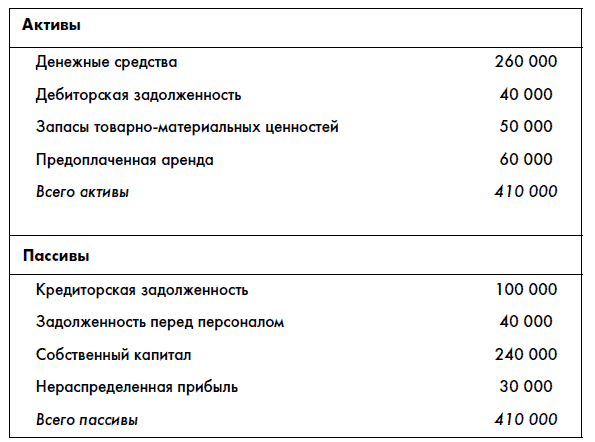 Активы
Денежные средства 260 000
Дебиторская задолженность 40 000
Запасы товарно-материальных ценностей 50 000
Предоплаченная аренда 60 000
Всего активы 410 000
Пассивы
Кредиторская задолженность 100 000
Задолженность перед персоналом 40 000
Собственный капитал 240 000
Нераспределенная прибыль 30 000
Всего пассивы 410 000